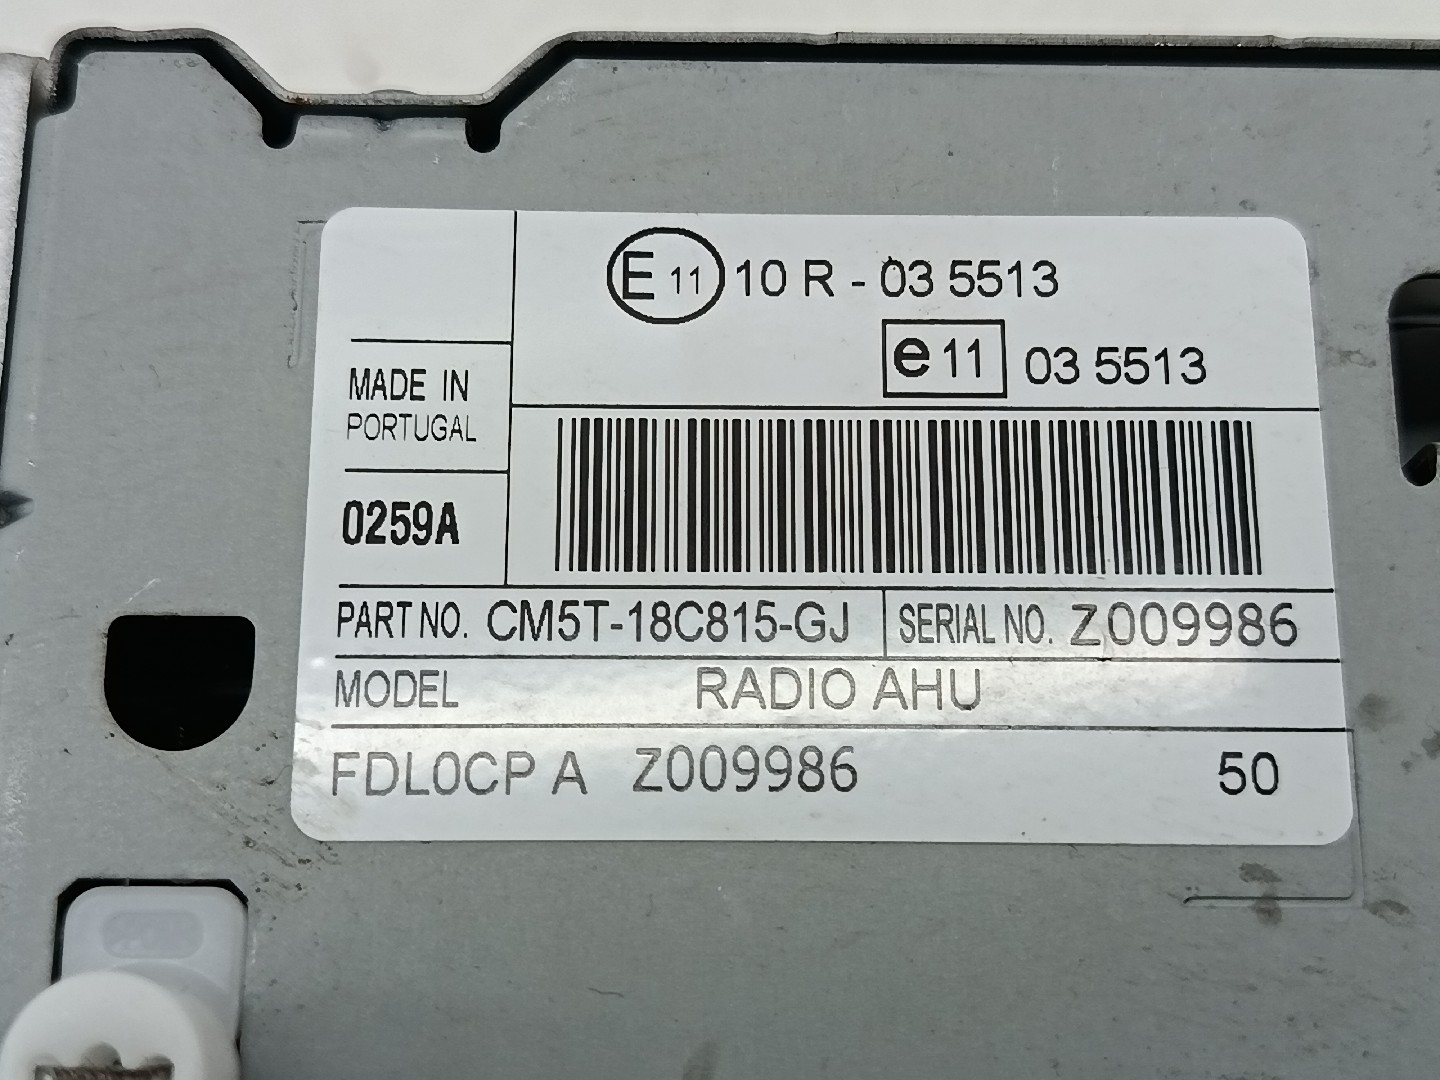 E 11 10 R - 03 5513
e 11 03 5513
MADE IN
PORTUGAL
0259A
PART NO. CM5T-18C815-GJ SERIAL NO. Z009986
MODEL RADIO AHU
FDL0CP A Z009986 50